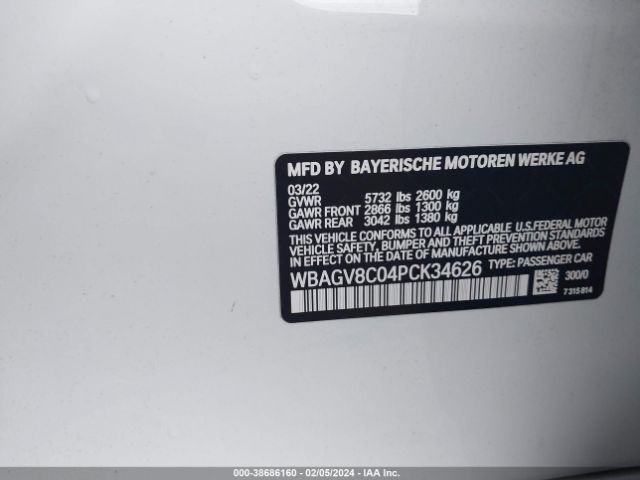 MFD BY BAYERISCHE MOTOREN WERKE AG
03/22
GVWR 5732 lbs 2600 kg
GAWR FRONT 2866 lbs 1300 kg
GAWR REAR 3042 lbs 1380 kg
THIS VEHICLE CONFORMS TO ALL APPLICABLE U.S.FEDERAL MOTOR
VEHICLE SAFETY, BUMPER AND THEFT PREVENTION STANDARDS
IN EFFECT ON THE DATE OF MANUFACTURE SHOWN ABOVE.
WBAGV8C04PCK34626 TYPE: PASSENGER CAR
300/0
7315814
000-38686160 - 02/05/2024 - IAA Inc.